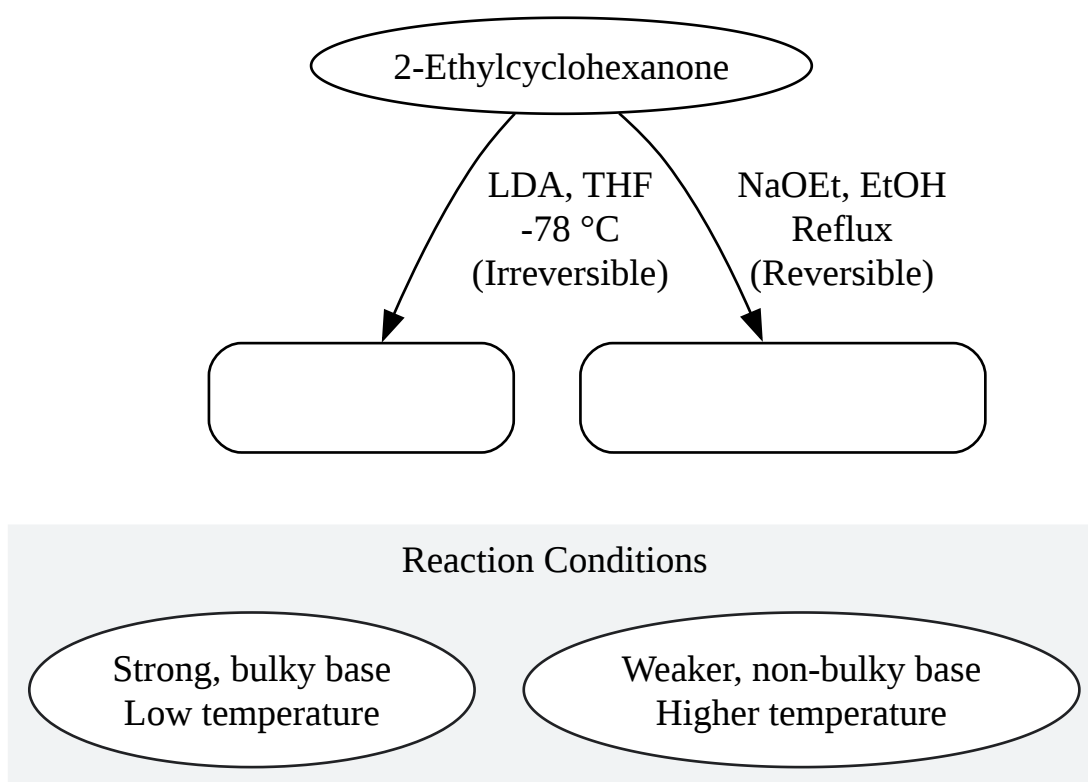 2-Ethylcyclohexanone
LDA, THF
-78 °C
(Irreversible)
NaOEt, EtOH
Reflux
(Reversible)
Reaction Conditions
Strong, bulky base
Low temperature
Weaker, non-bulky base
Higher temperature